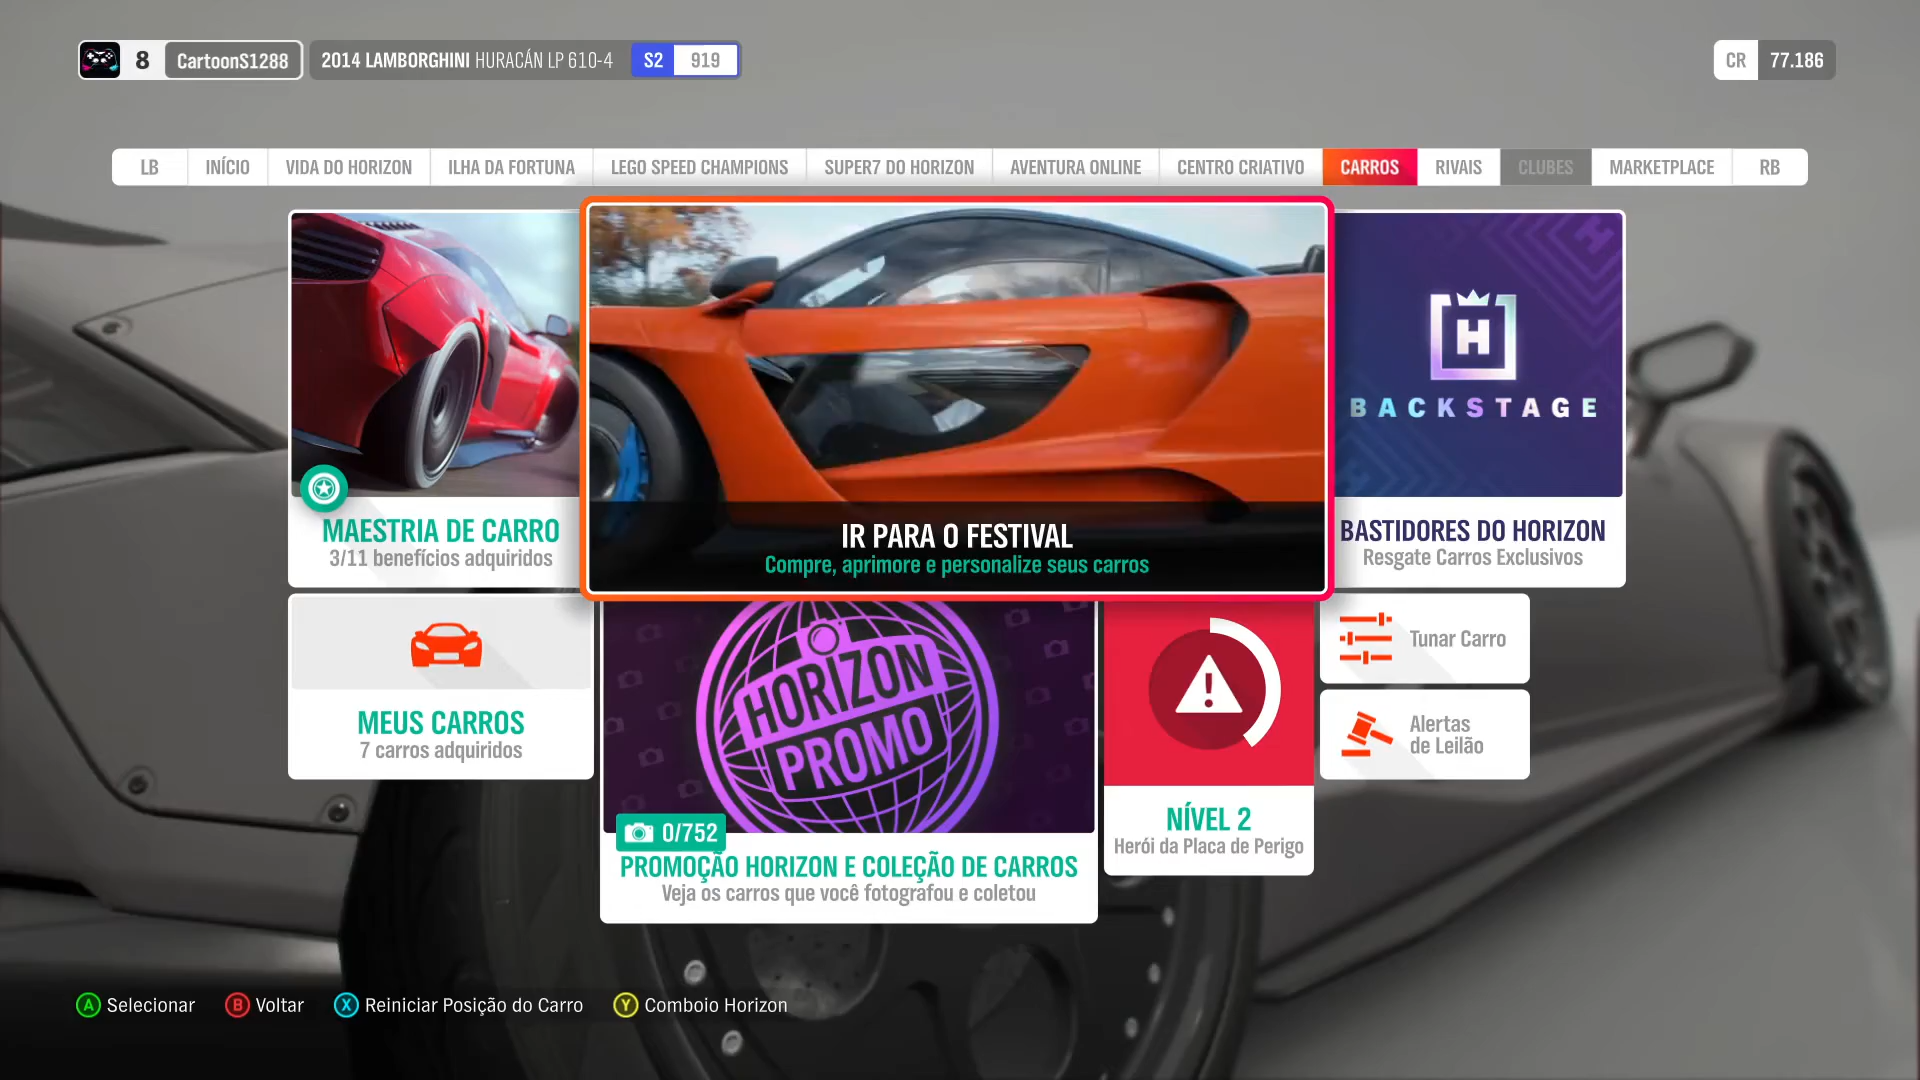 8 CartoonS1288 2014 LAMBORGHINI HURACÁN LP 610-4 S2 919 CR 77.186
LB INÍCIO VIDA DO HORIZON ILHA DA FORTUNA LEGO SPEED CHAMPIONS SUPER7 DO HORIZON AVENTURA ONLINE CENTRO CRIATIVO CARROS RIVAIS CLUBES MARKETPLACE RB
MAESTRIA DE CARRO
3/11 benefícios adquiridos
IR PARA O FESTIVAL
Compre, aprimore e personalize seus carros
H
BACKSTAGE
BASTIDORES DO HORIZON
Resgate Carros Exclusivos
MEUS CARROS
7 carros adquiridos
HORIZON
PROMO
0/752
PROMOÇÃO HORIZON E COLEÇÃO DE CARROS
Veja os carros que você fotografou e coletou
NÍVEL 2
Herói da Placa de Perigo
Tunar Carro
Alertas
de Leilão
A Selecionar B Voltar X Reiniciar Posição do Carro Y Comboio Horizon